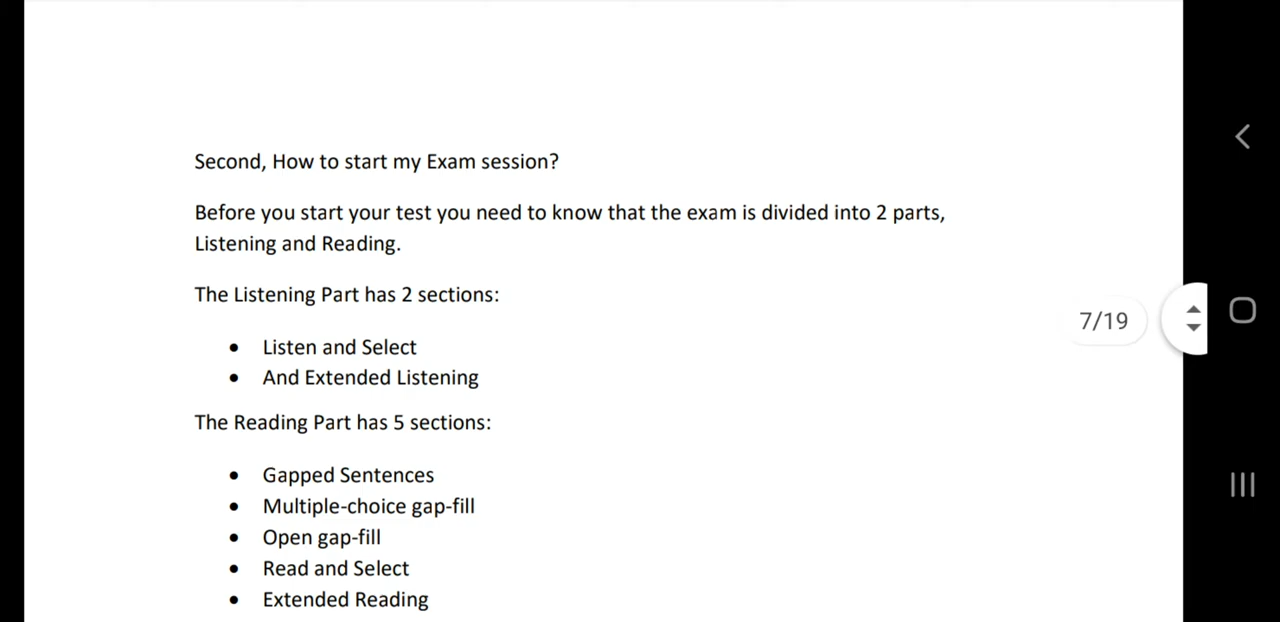 Second, How to start my Exam session?
Before you start your test you need to know that the exam is divided into 2 parts,
Listening and Reading.
The Listening Part has 2 sections:
• Listen and Select
• And Extended Listening
7/19
The Reading Part has 5 sections:
• Gapped Sentences
• Multiple-choice gap-fill
• Open gap-fill
• Read and Select
• Extended Reading